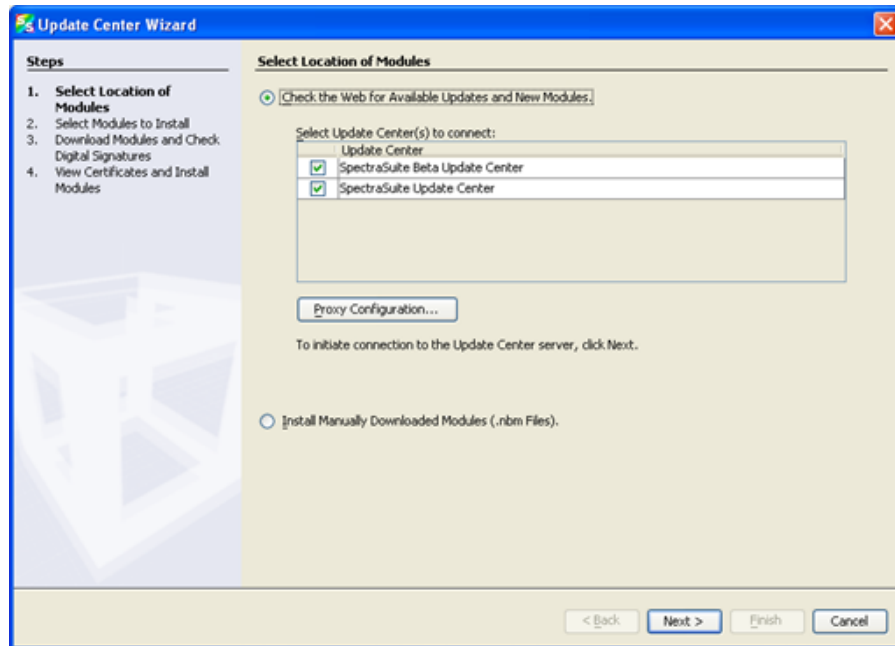 Update Center Wizard
Steps
1. Select Location of
Modules
2. Select Modules to Install
3. Download Modules and Check
Digital Signatures
4. View Certificates and Install
Modules
Select Location of Modules
Check the Web for Available Updates and New Modules.
Select Update Center(s) to connect:
Update Center
SpectraSuite Beta Update Center
SpectraSuite Update Center
Proxy Configuration...
To initiate connection to the Update Center server, click Next.
Install Manually Downloaded Modules (.nbm Files).
< Back Next > Finish Cancel